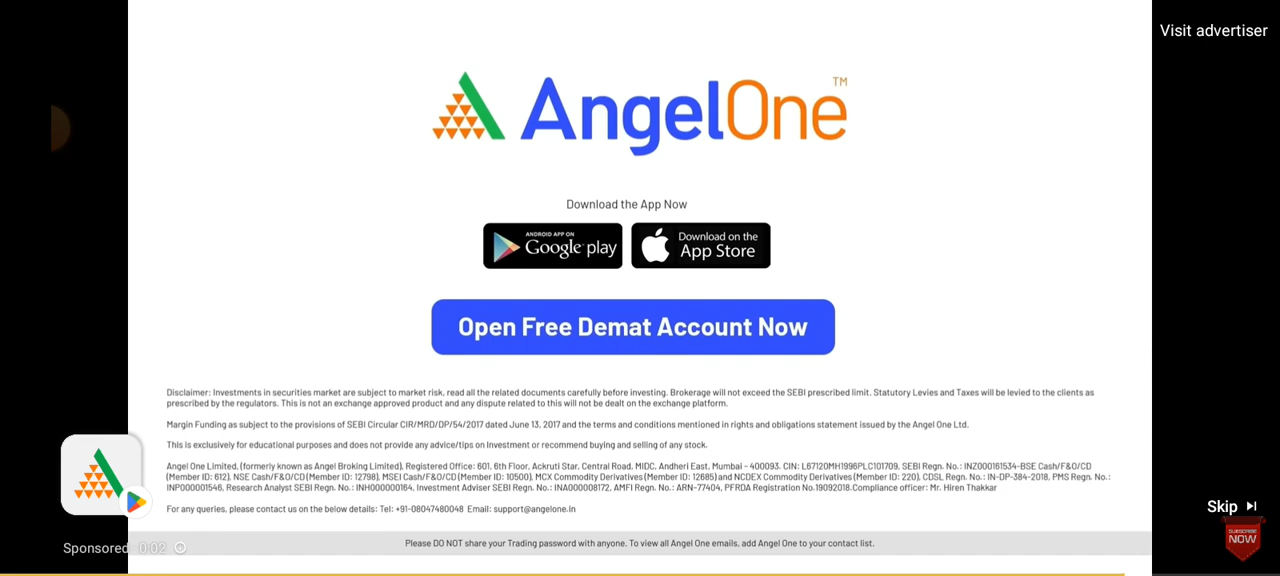 Visit advertiser
AngelOne™
Download the App Now
ANDROID APP ON
Google play
Download on the
App Store
Open Free Demat Account Now
Disclaimer: Investments in securities market are subject to market risk, read all the related documents carefully before investing. Brokerage will not exceed the SEBI prescribed limit. Statutory Levies and Taxes will be levied to the clients as
prescribed by the regulators. This is not an exchange approved product and any dispute related to this will not be dealt on the exchange platform.
Margin Funding as subject to the provisions of SEBI Circular CIR/MRD/DP/54/2017 dated June 13, 2017 and the terms and conditions mentioned in rights and obligations statement issued by the Angel One Ltd.
This is exclusively for educational purposes and does not provide any advice/tips on Investment or recommend buying and selling of any stock.
Angel One Limited, (formerly known as Angel Broking Limited), Registered Office: 601, 6th Floor, Ackruti Star, Central Road, MIDC, Andheri East, Mumbai - 400093. CIN: L67120MH1996PLC101709, SEBI Regn. No.: INZ000161534-BSE Cash/F&O/CD
(Member ID: 612), NSE Cash/F&O/CD (Member ID: 12798), MSEI Cash/F&O/CD (Member ID: 10500), MCX Commodity Derivatives (Member ID: 12685) and NCDEX Commodity Derivatives (Member ID: 220), CDSL Regn. No.: IN-DP-384-2018, PMS Regn. No.:
INP000001546, Research Analyst SEBI Regn. No.: INH000000164, Investment Adviser SEBI Regn. No.: INA000008172, AMFI Regn. No.: ARN-77404, PFRDA Registration No.19092018.Compliance officer: Mr. Hiren Thakkar
For any queries, please contact us on the below details: Tel: +91-08047480048 Email: support@angelone.in
Skip
SUBSCRIBE
NOW
Sponsored 0:02
Please DO NOT share your Trading password with anyone. To view all Angel One emails, add Angel One to your contact list.